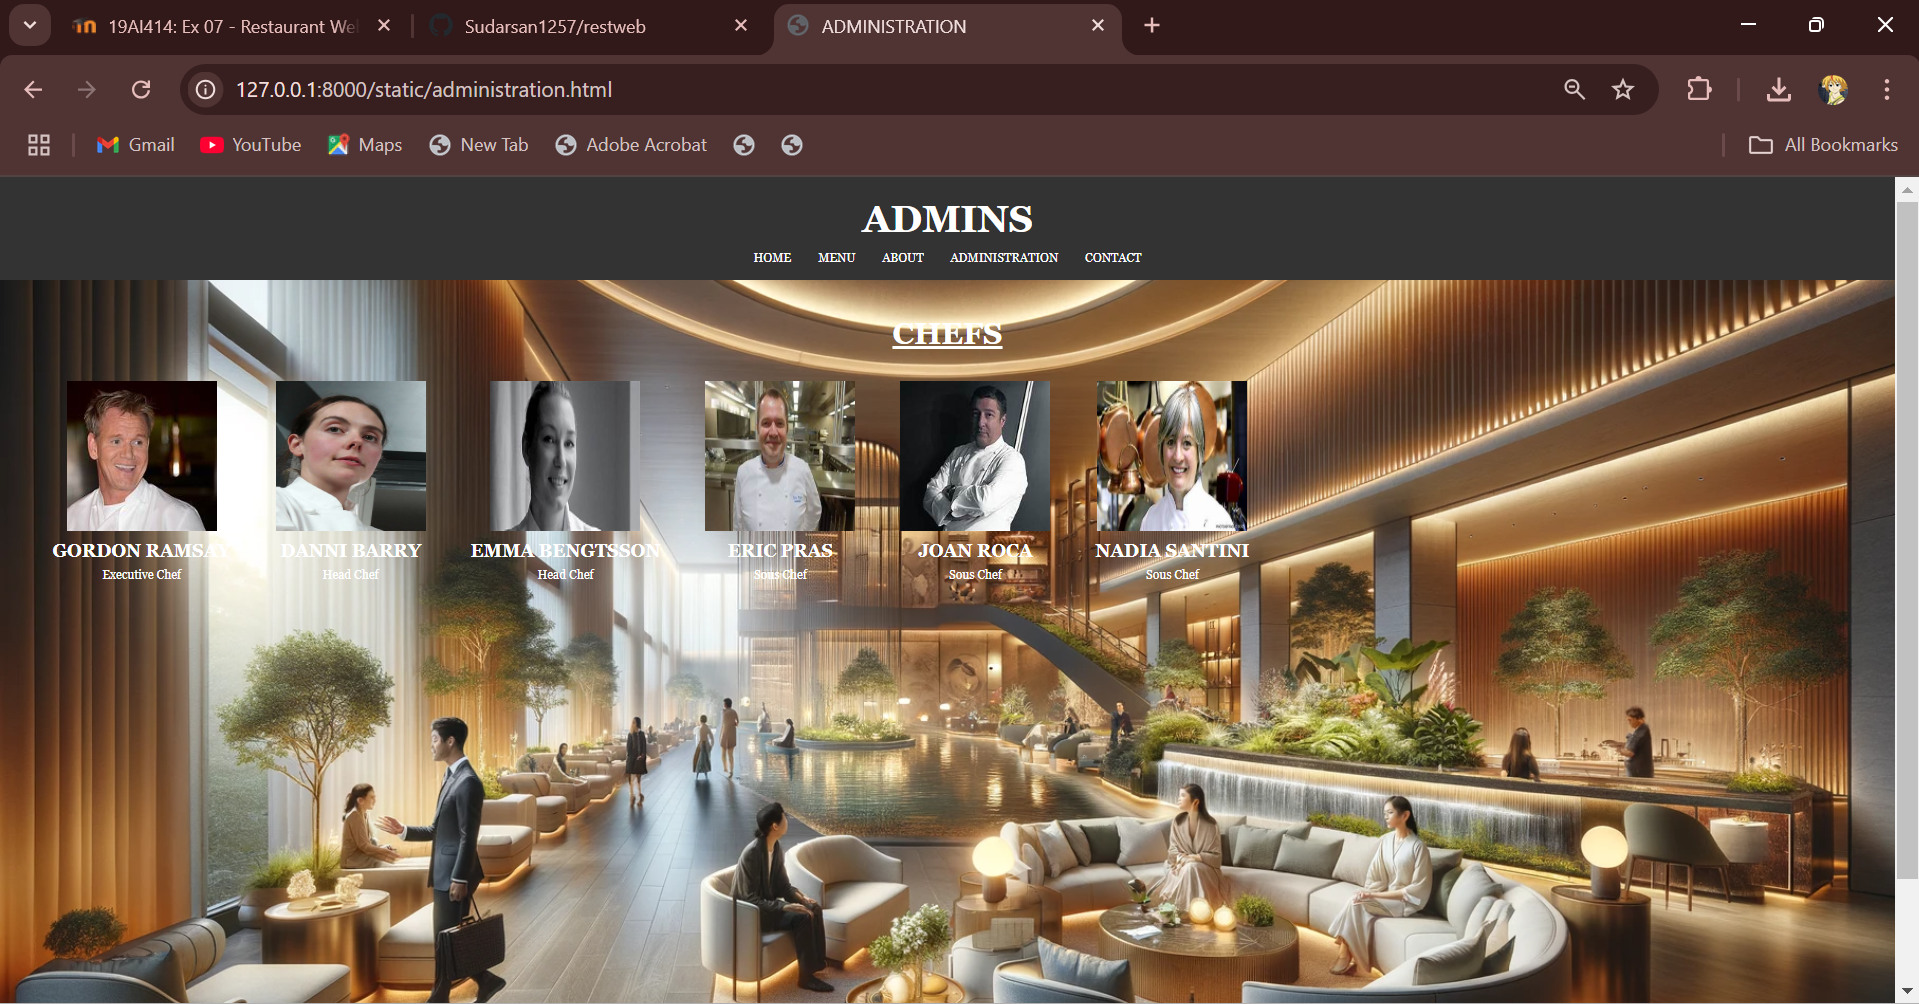 19AI414: Ex 07 - Restaurant We
Sudarsan1257/restweb
ADMINISTRATION
127.0.0.1:8000/static/administration.html
Gmail YouTube Maps New Tab Adobe Acrobat All Bookmarks
ADMINS
HOME MENU ABOUT ADMINISTRATION CONTACT
CHEFS
GORDON RAMSAY DANNI BARRY EMMA BENGTSSON ERIC PRAS JOAN ROCA NADIA SANTINI
Executive Chef Head Chef Head Chef Sous Chef Sous Chef Sous Chef